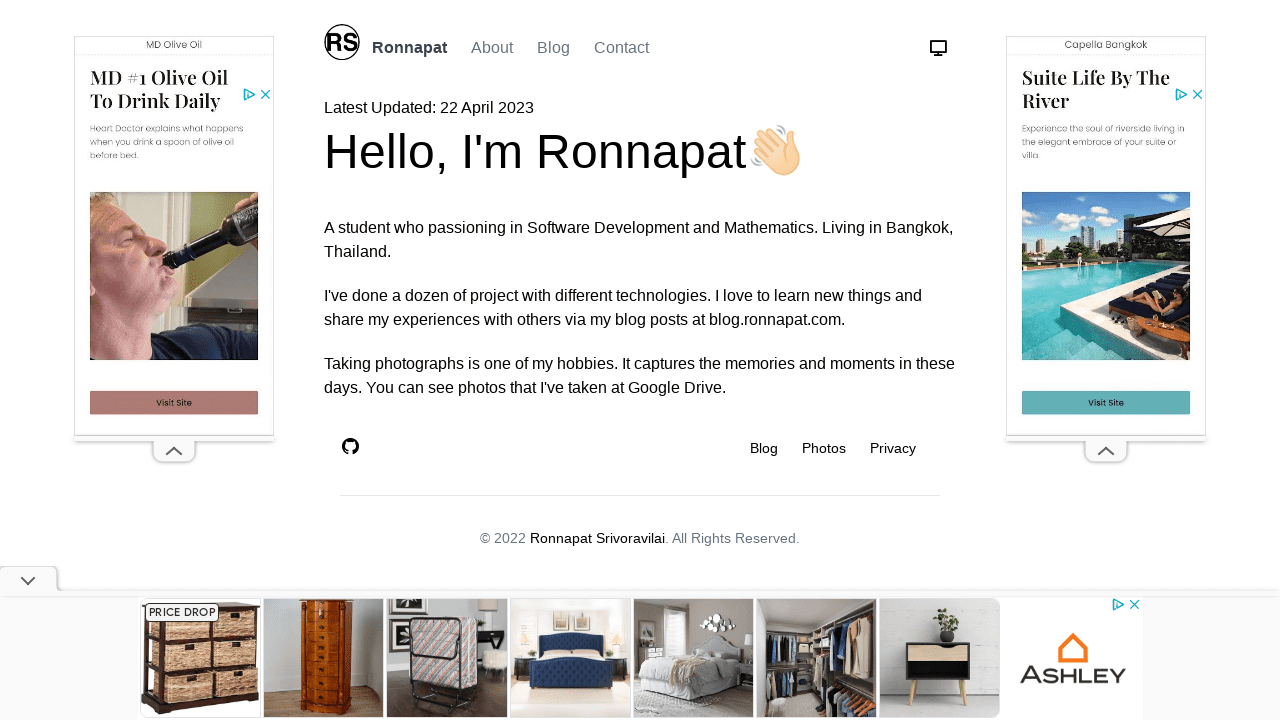 RS
Ronnapat About Blog Contact
MD Olive Oil
MD #1 Olive Oil
To Drink Daily
Heart Doctor explains what happens
when you drink a spoon of olive oil
before bed.
Visit Site
Latest Updated: 22 April 2023
Hello, I'm Ronnapat👋🏻
A student who passioning in Software Development and Mathematics. Living in Bangkok,
Thailand.
I've done a dozen of project with different technologies. I love to learn new things and
share my experiences with others via my blog posts at blog.ronnapat.com.
Taking photographs is one of my hobbies. It captures the memories and moments in these
days. You can see photos that I've taken at Google Drive.
Blog Photos Privacy
© 2022 Ronnapat Srivoravilai. All Rights Reserved.
Capella Bangkok
Suite Life By The
River
Experience the soul of riverside living in
the elegant embrace of your suite or
villa.
Visit Site
PRICE DROP
ASHLEY